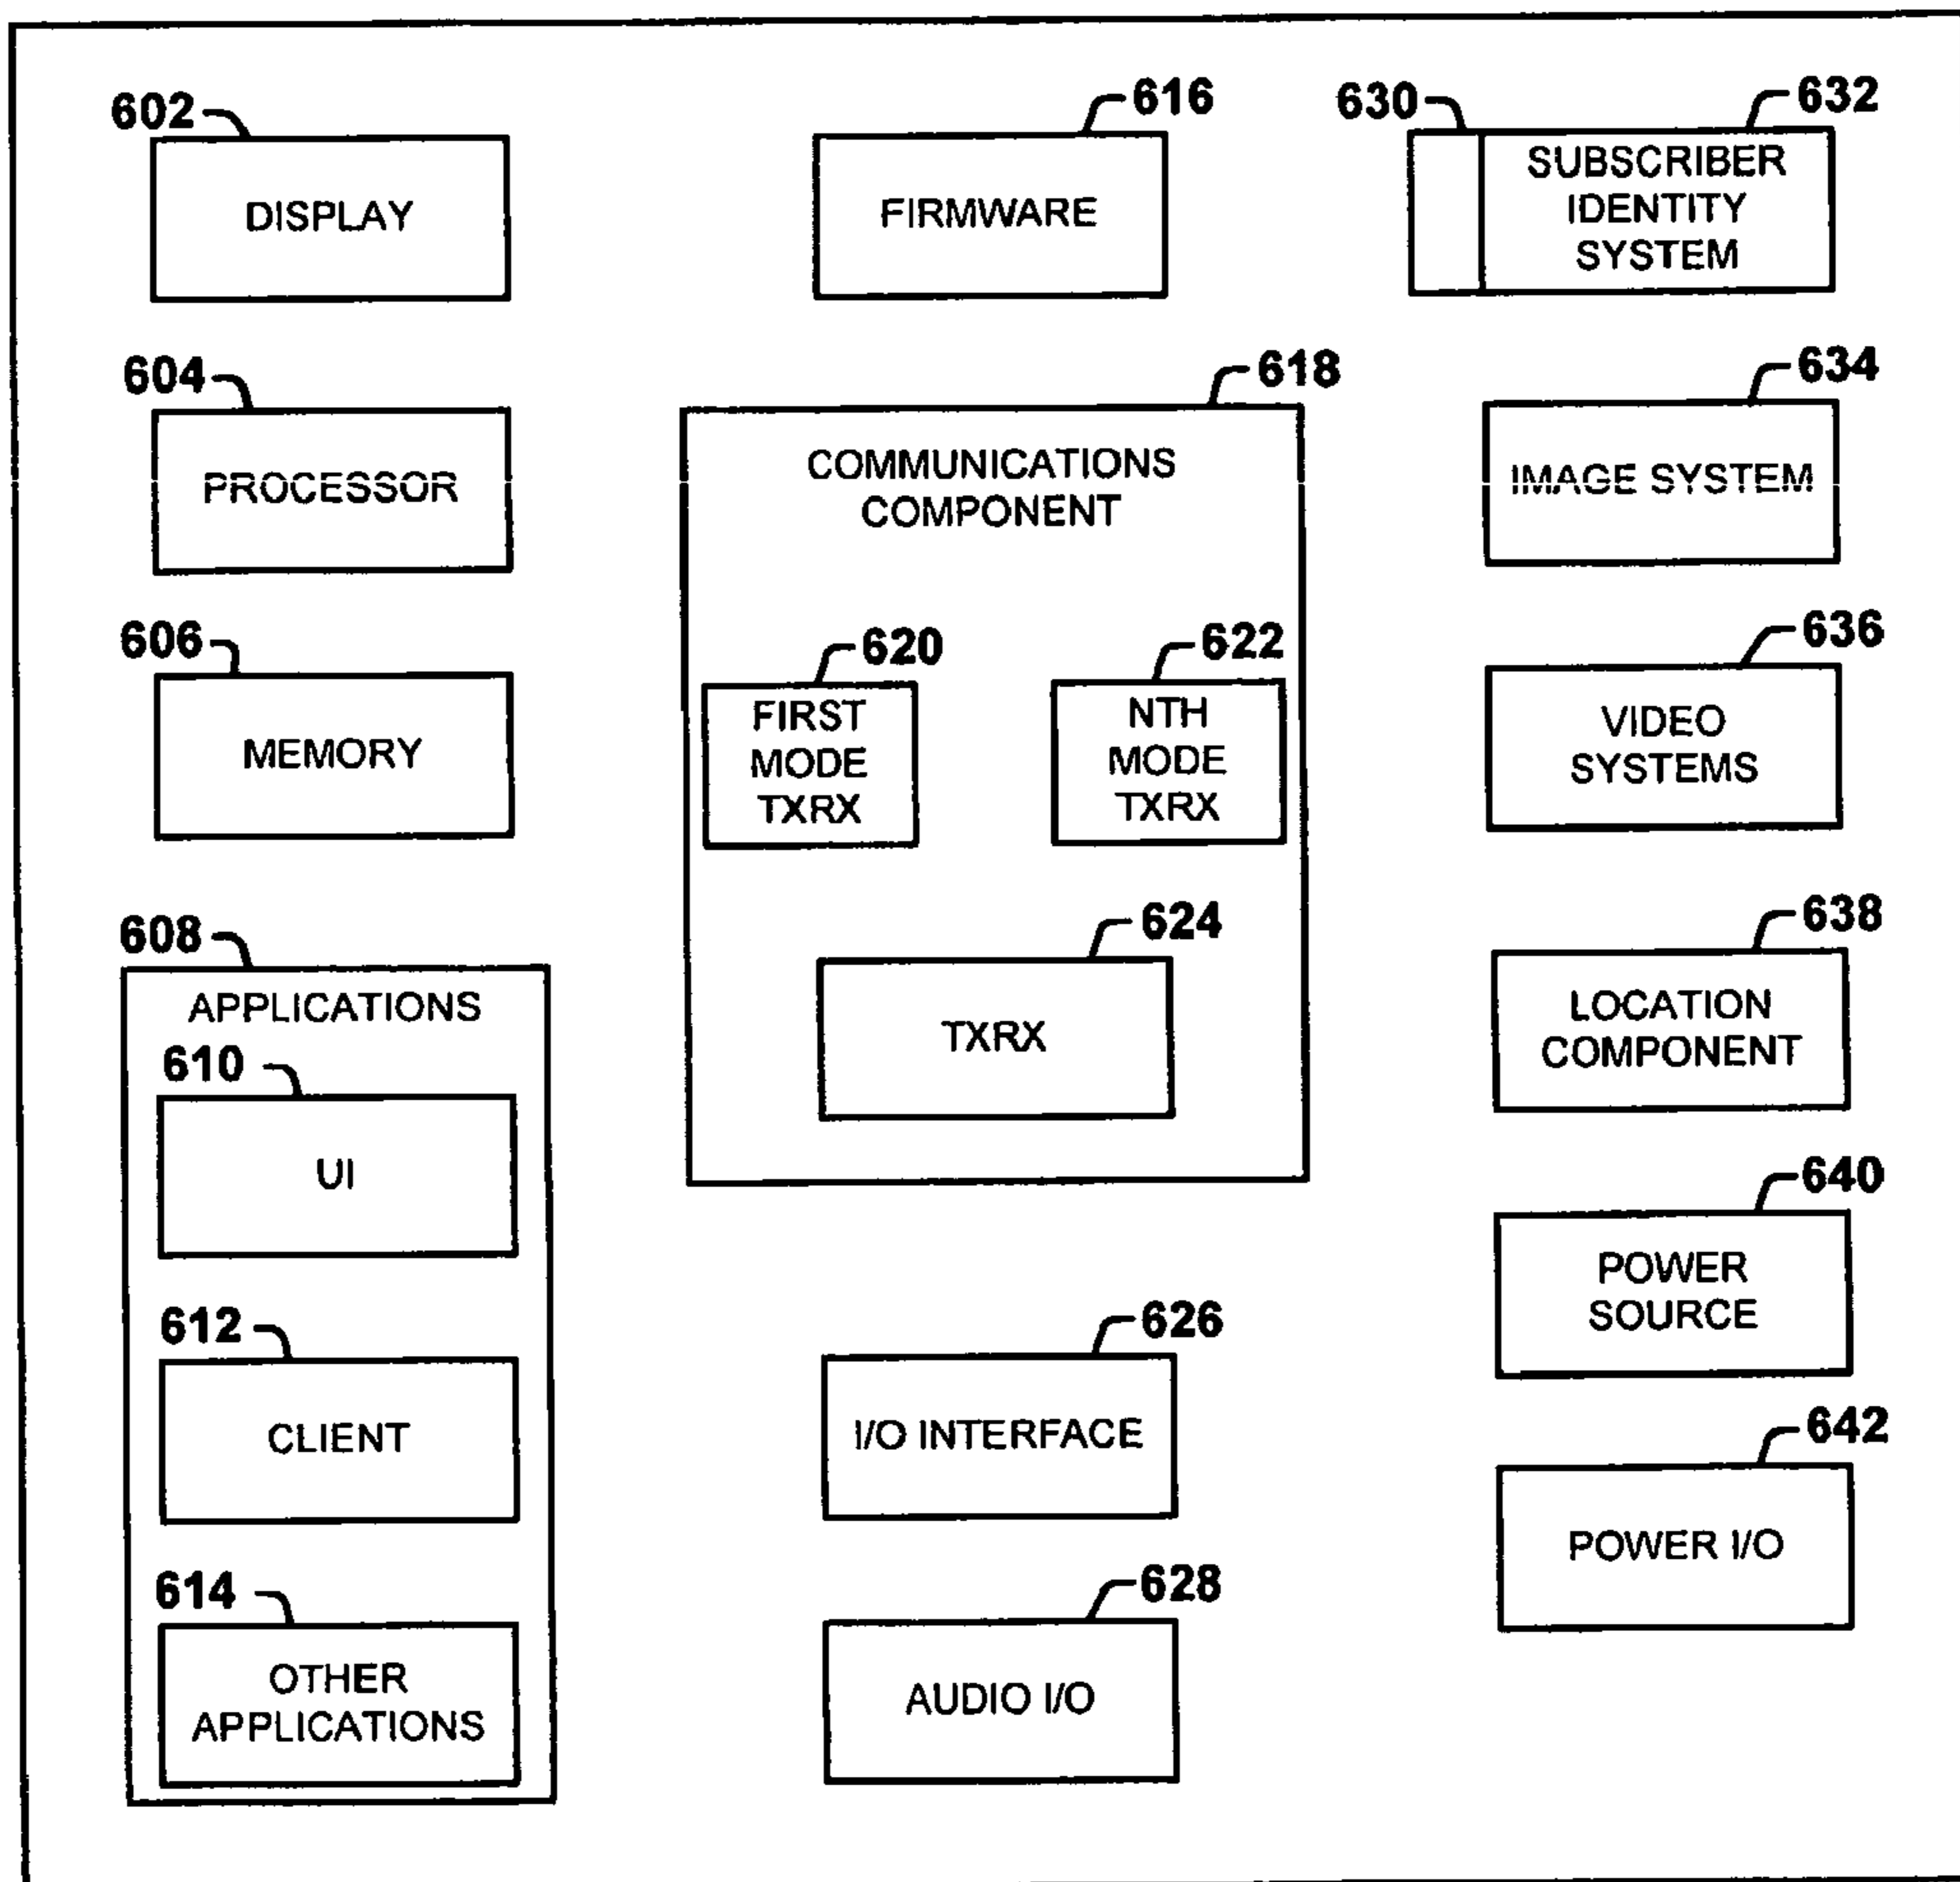 602
DISPLAY
604
PROCESSOR
606
MEMORY
608
APPLICATIONS
610
UI
612
CLIENT
614
OTHER
APPLICATIONS
616
FIRMWARE
618
COMMUNICATIONS
COMPONENT
620
FIRST
MODE
TXRX
622
NTH
MODE
TXRX
624
TXRX
626
I/O INTERFACE
628
AUDIO I/O
630
632
SUBSCRIBER
IDENTITY
SYSTEM
634
IMAGE SYSTEM
636
VIDEO
SYSTEMS
638
LOCATION
COMPONENT
640
POWER
SOURCE
642
POWER I/O